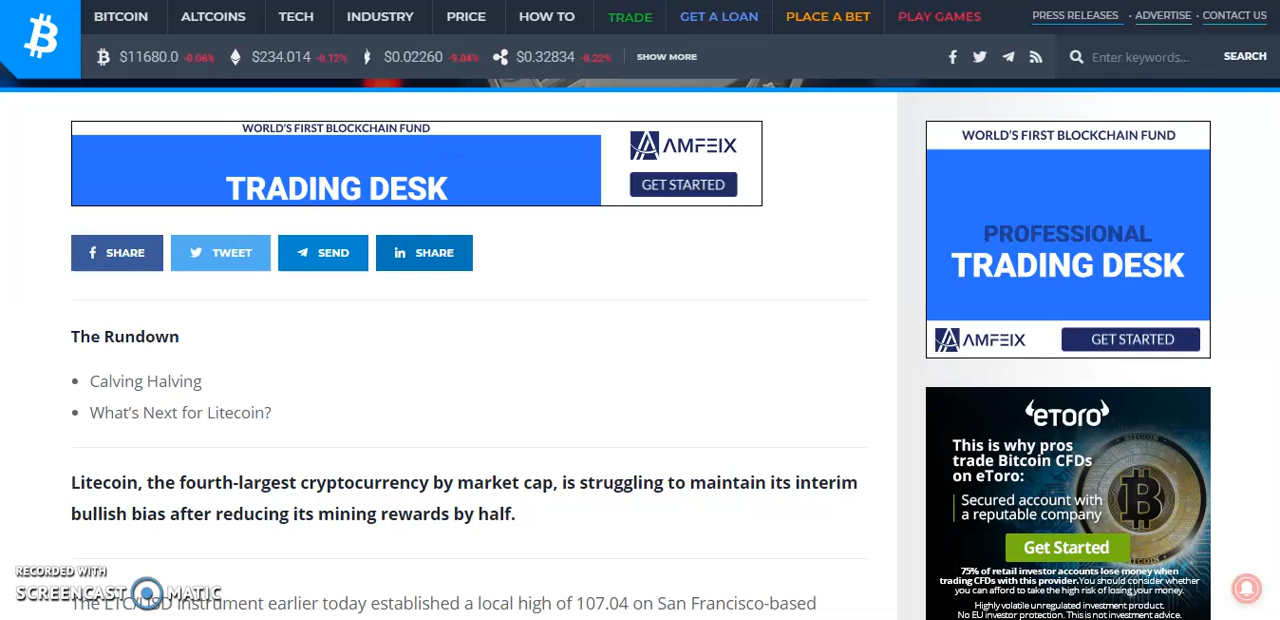 BITCOIN ALTCOINS TECH INDUSTRY PRICE HOW TO TRADE GET A LOAN PLACE A BET PLAY GAMES PRESS RELEASES • ADVERTISE • CONTACT US
$11680.0 -0.06% $234.014 -0.12% $0.02260 -9.04% $0.32834 -0.22% SHOW MORE Enter keywords... SEARCH
WORLD'S FIRST BLOCKCHAIN FUND
TRADING DESK
AMFEIX
GET STARTED
SHARE TWEET SEND SHARE
The Rundown
• Calving Halving
• What's Next for Litecoin?
Litecoin, the fourth-largest cryptocurrency by market cap, is struggling to maintain its interim
bullish bias after reducing its mining rewards by half.
The LTC/USD instrument earlier today established a local high of 107.04 on San Francisco-based
WORLD'S FIRST BLOCKCHAIN FUND
PROFESSIONAL
TRADING DESK
AMFEIX GET STARTED
eToro
This is why pros
trade Bitcoin CFDs
on eToro:
Secured account with
a reputable company
Get Started
75% of retail investor accounts lose money when
trading CFDs with this provider. You should consider whether
you can afford to take the high risk of losing your money.
Highly volatile unregulated investment product.
No EU investor protection. This is not investment advice.
RECORDED WITH
SCREENCAST MATIC